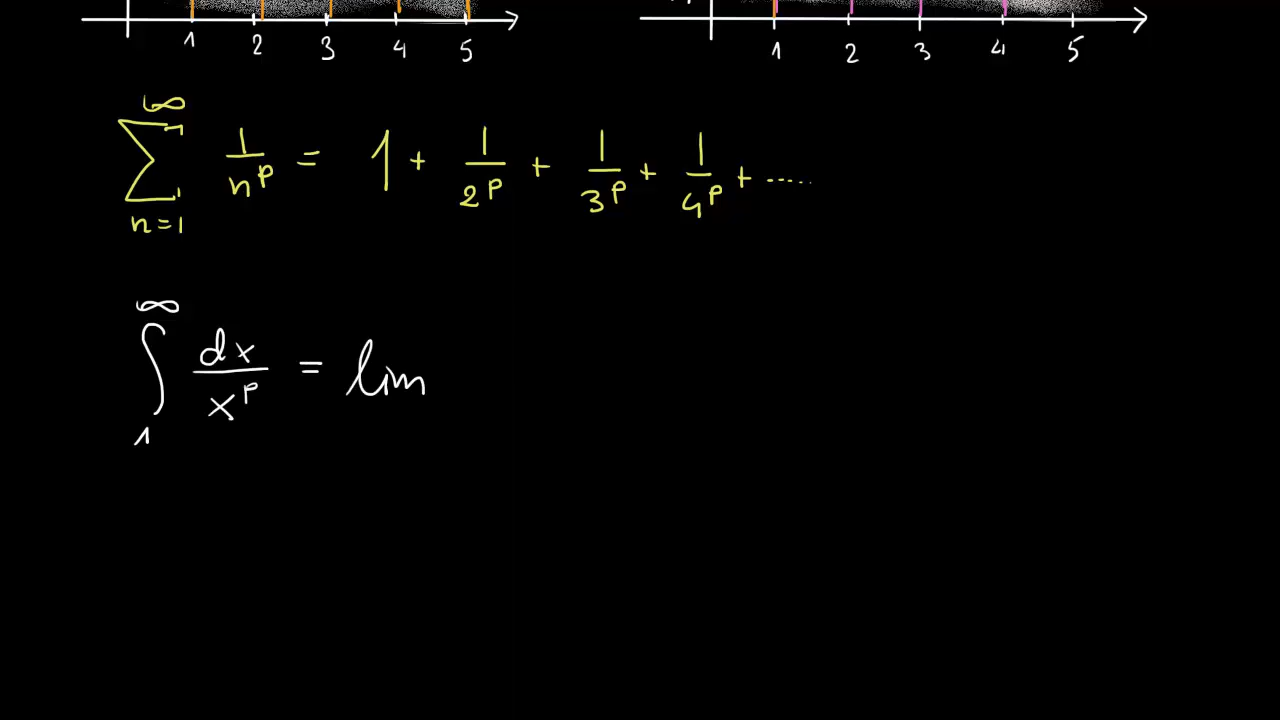 1 2 3 4 5 1 2 3 4 5
∑_{n=1}^{∞} 1/n^p = 1 + 1/2^p + 1/3^p + 1/4^p + .....
∫_1^∞ dx/x^p = lim